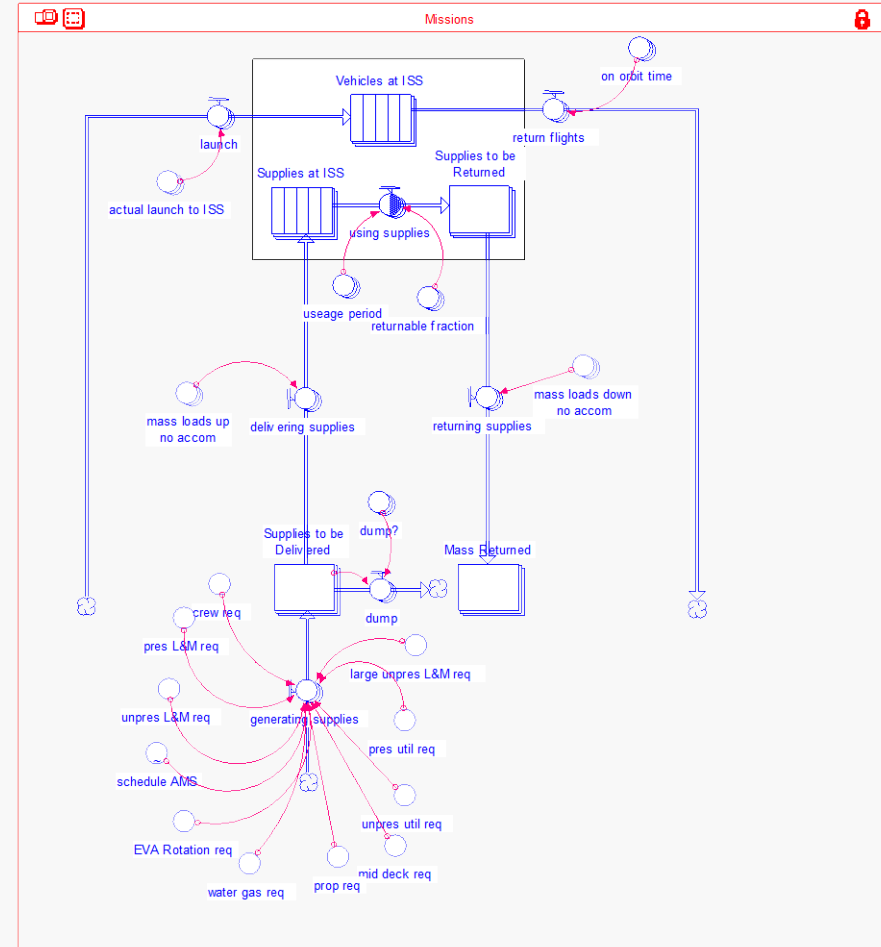 Missions
on orbit time
Vehicles at ISS
launch
return flights
Supplies to be
Returned
Supplies at ISS
actual launch to ISS
using supplies
useage period
returnable fraction
mass loads up
no accom
delivering supplies
returning supplies
mass loads down
no accom
Supplies to be
Delivered
dump?
Mass Returned
crew req
dump
pres L&M req
large unpres L&M req
unpres L&M req
generating supplies
pres util req
schedule AMS
unpres util req
EVA Rotation req
mid deck req
water gas req
prop req